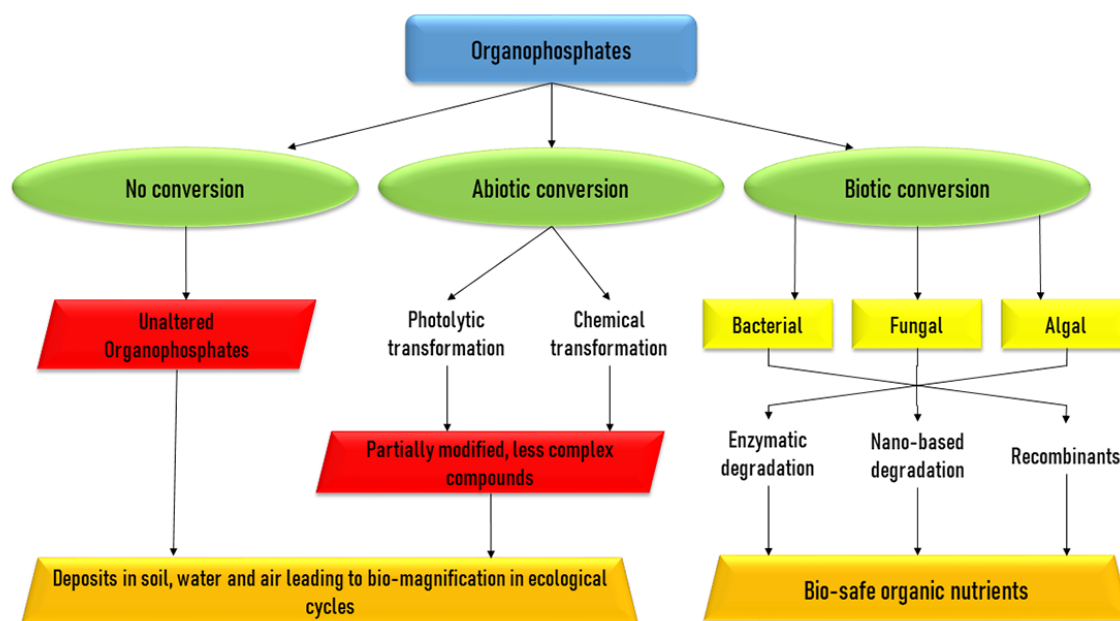 Organophosphates
No conversion
Abiotic conversion
Biotic conversion
Unaltered
Organophosphates
Photolytic
transformation
Chemical
transformation
Bacterial
Fungal
Algal
Partially modified, less complex
compounds
Enzymatic
degradation
Nano-based
degradation
Recombinants
Deposits in soil, water and air leading to bio-magnification in ecological
cycles
Bio-safe organic nutrients